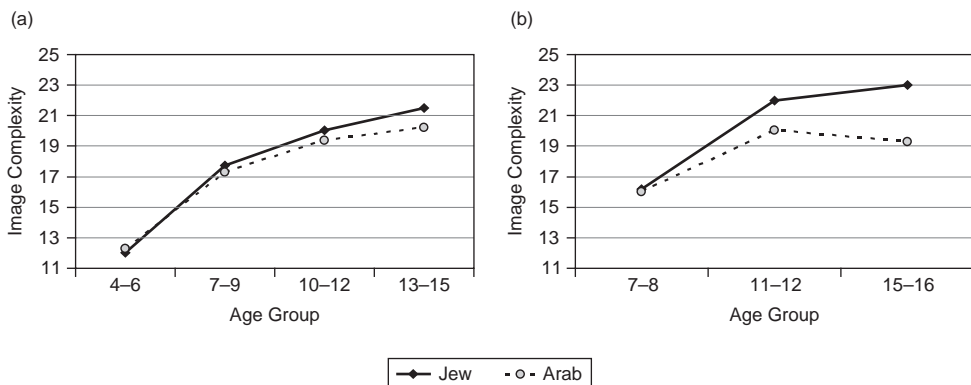 (a)
25
23
21
19
17
15
13
11
Image Complexity
4–6 7–9 10–12 13–15
Age Group
(b)
25
23
21
19
17
15
13
11
Image Complexity
7–8 11–12 15–16
Age Group
Jew Arab